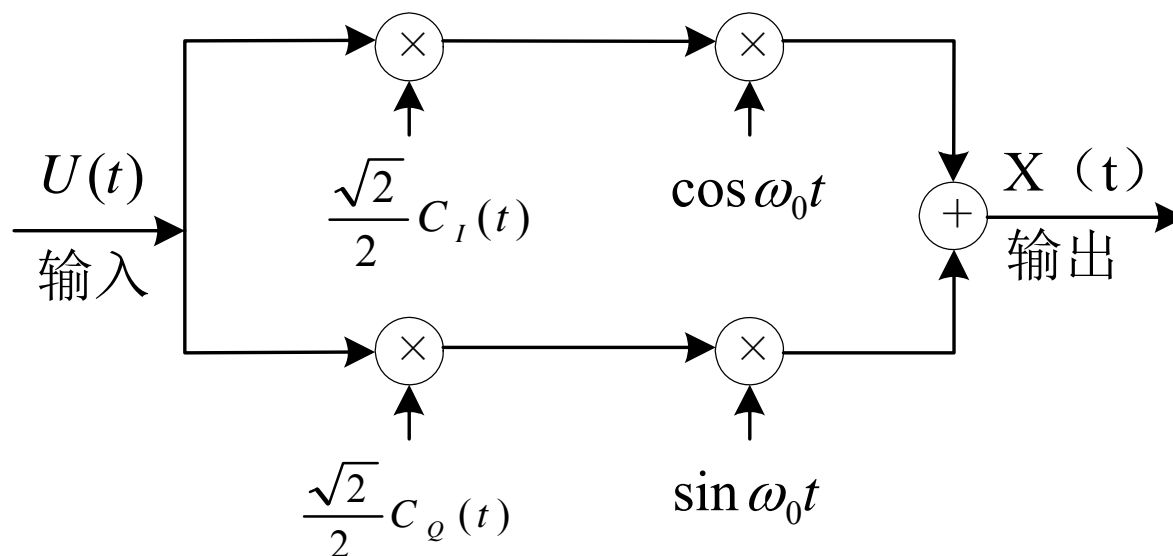 ×
×
U(t)
输入
√2/2 C_I(t)
cos ω₀t
+
X（t）
输出
×
×
√2/2 C_Q(t)
sin ω₀t